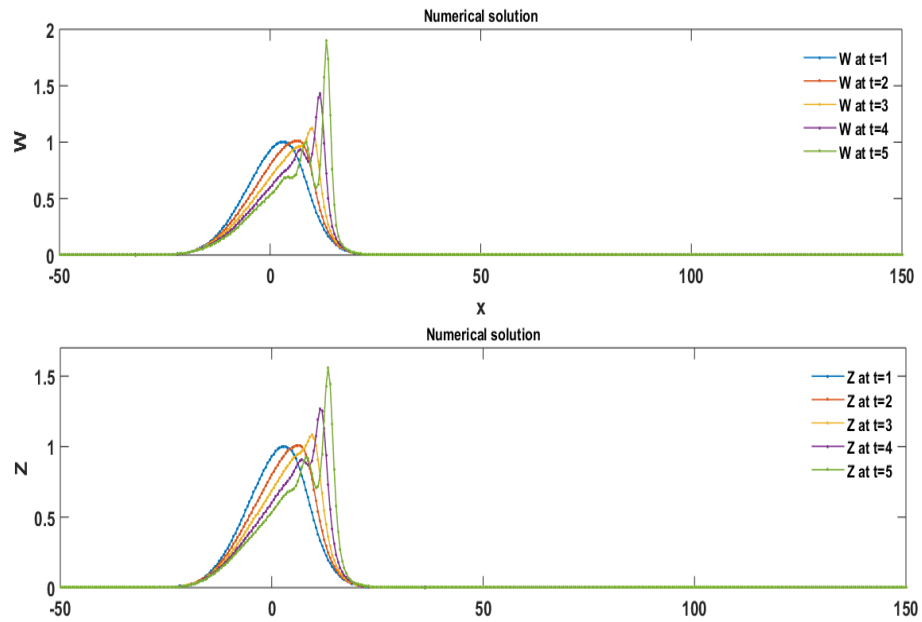 Numerical solution
2
1.5
1
0.5
0
W
W at t=1
W at t=2
W at t=3
W at t=4
W at t=5
-50 0 50 100 150
x
Numerical solution
1.5
1
0.5
0
Z
Z at t=1
Z at t=2
Z at t=3
Z at t=4
Z at t=5
-50 0 50 100 150